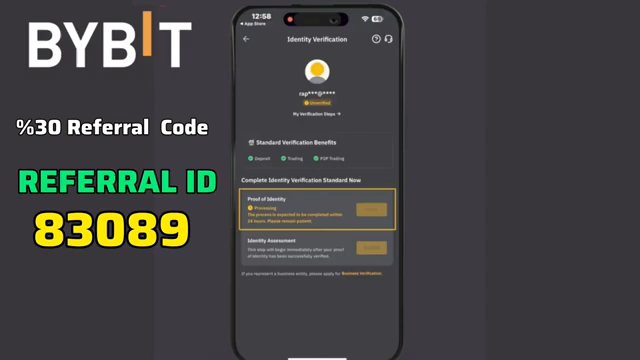 BYBIT
%30 Referral Code
REFERRAL ID
83089
12:58
App Store
Identity Verification
rap***@****
Unverified
My Verification Steps
Standard Verification Benefits
Deposit
Trading
P2P Trading
Complete Identity Verification Standard Now
Proof of Identity
Processing
The process is expected to be completed within
24 hours. Please remain patient.
Identity Assessment
This step will begin immediately after your proof
of identity has been successfully verified.
If you represent a business entity, please apply for Business Verification.